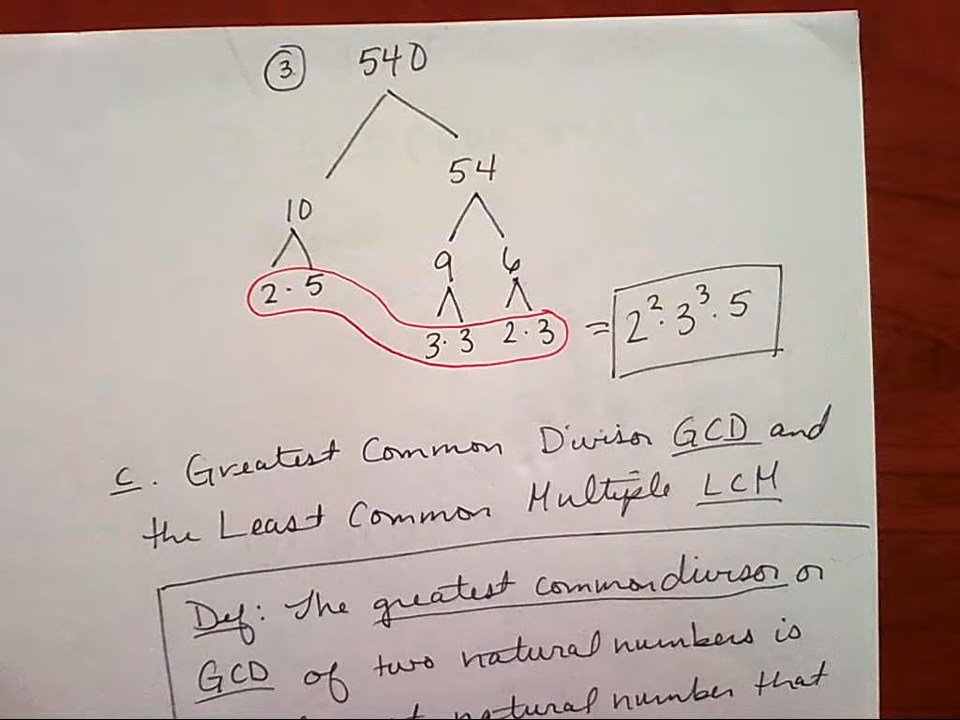 ③ 540
54
10
9 6
2 · 5
3 · 3 2 · 3 = 2² · 3³ · 5
c. Greatest Common Divisor GCD and
the Least Common Multiple LCM
Def: The greatest common divisor or
GCD of two natural numbers is
natural number that